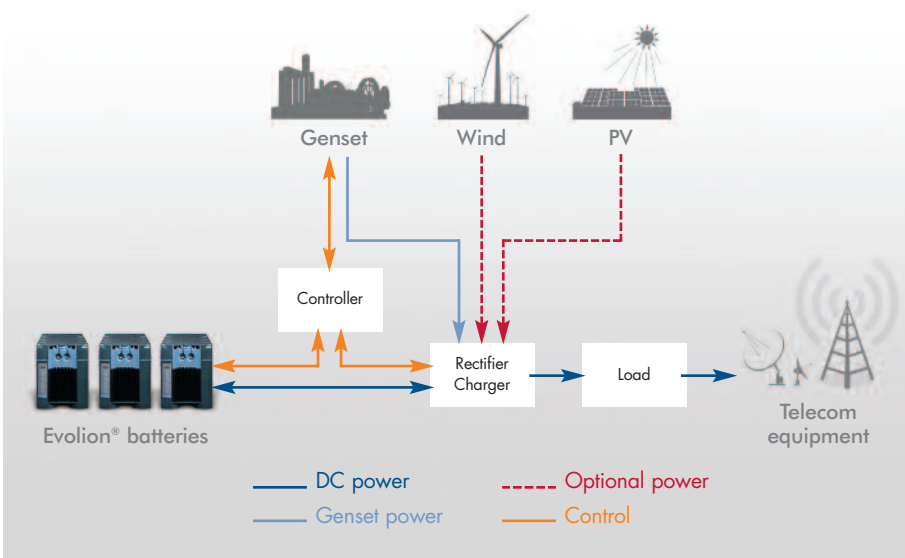 Genset
Wind
PV
Controller
Rectifier
Charger
Load
Evolion® batteries
Telecom
equipment
DC power
Optional power
Genset power
Control